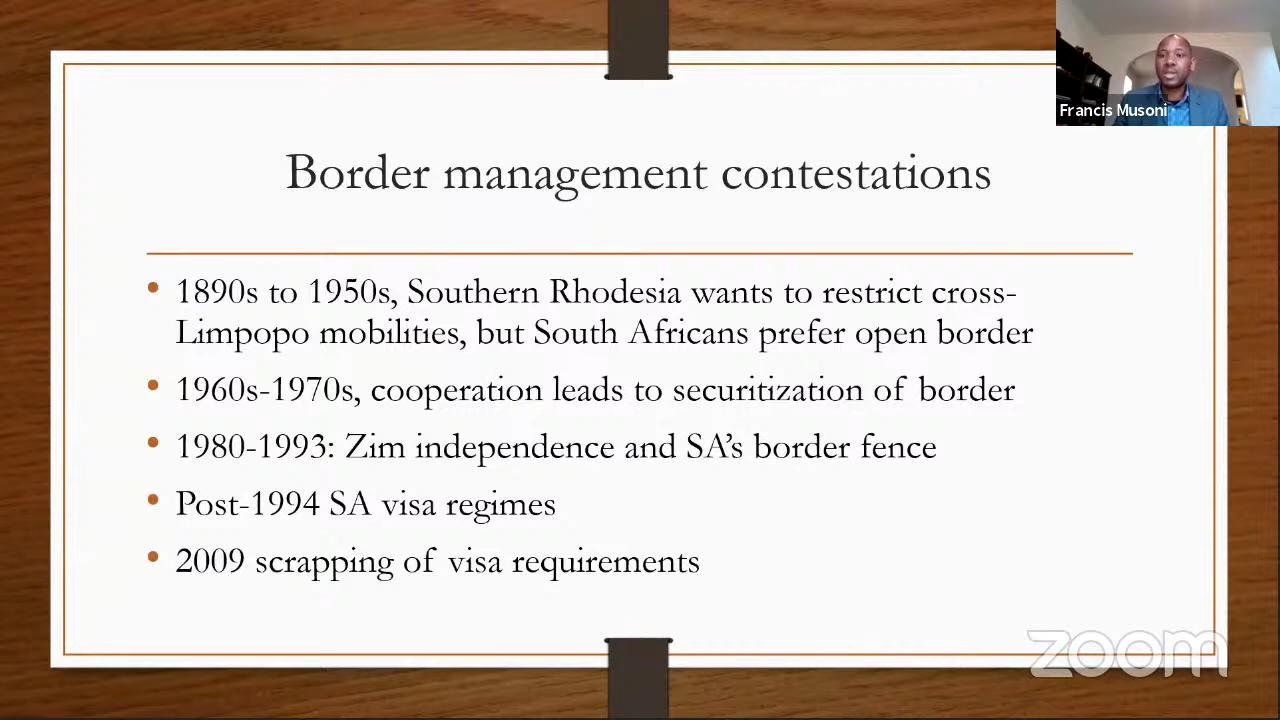 Francis Musoni
Border management contestations
• 1890s to 1950s, Southern Rhodesia wants to restrict cross-
Limpopo mobilities, but South Africans prefer open border
• 1960s-1970s, cooperation leads to securitization of border
• 1980-1993: Zim independence and SA’s border fence
• Post-1994 SA visa regimes
• 2009 scrapping of visa requirements
zoom